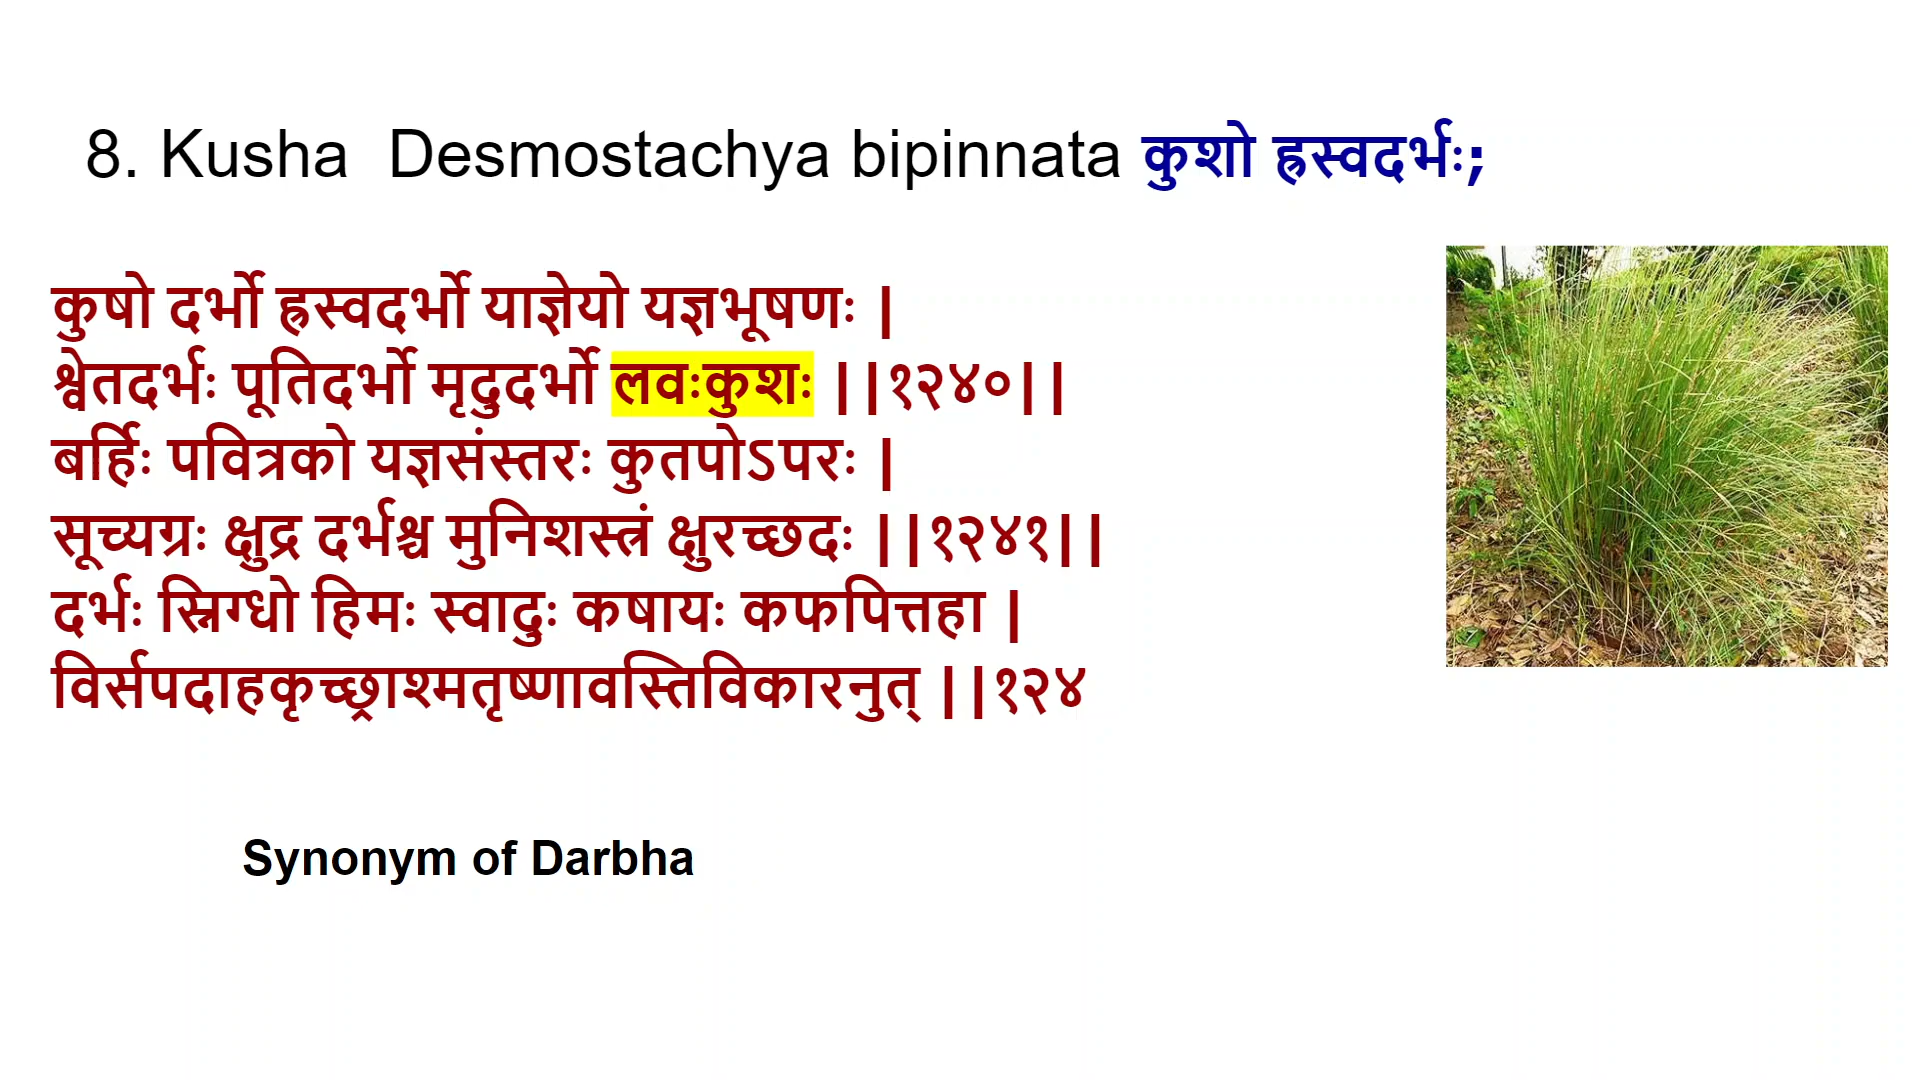 8. Kusha Desmostachya bipinnata कुशो ह्रस्वदर्भः;
कुषो दर्भो ह्रस्वदर्भो याज्ञेयो यज्ञभूषणः |
श्वेतदर्भः पूतिदर्भो मृदुदर्भो लवःकुशः ||१२४०||
बर्हिः पवित्रको यज्ञसंस्तरः कुतपोऽपरः |
सूच्यग्रः क्षुद्र दर्भश्च मुनिशस्त्रं क्षुरच्छदः ||१२४१||
दर्भः स्निग्धो हिमः स्वादुः कषायः कफपित्तहा |
विर्सपदाहकृच्छ्राश्मतृष्णावस्तिविकारनुत् ||१२४
Synonym of Darbha